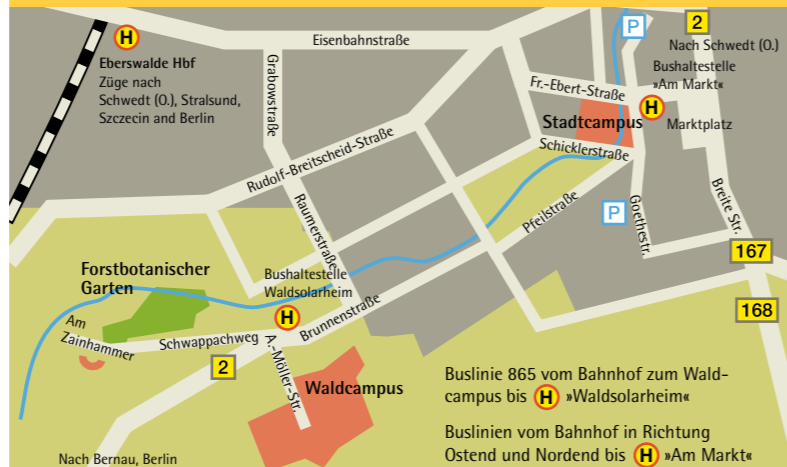 H
Eisenbahnstraße
P
2
Nach Schwedt (O.)
Eberswalde Hbf
Züge nach
Schwedt (O.), Stralsund,
Szczecin and Berlin
Grabowstraße
Bushaltestelle
»Am Markt«
Fr.-Ebert-Straße
H
Stadtcampus
Marktplatz
Schicklerstraße
Rudolf-Breitscheid-Straße
Raumerstraße
Pfeilstraße
P
Goethestr.
Breite Str.
167
168
Forstbotanischer
Garten
Bushaltestelle
Waldsolarheim
H
Am
Zainhammer
Schwappachweg
Brunnenstraße
2
A.-Möller-Str.
Waldcampus
Buslinie 865 vom Bahnhof zum Wald-
campus bis H »Waldsolarheim«
Buslinien vom Bahnhof in Richtung
Ostend und Nordend bis H »Am Markt«
Nach Bernau, Berlin